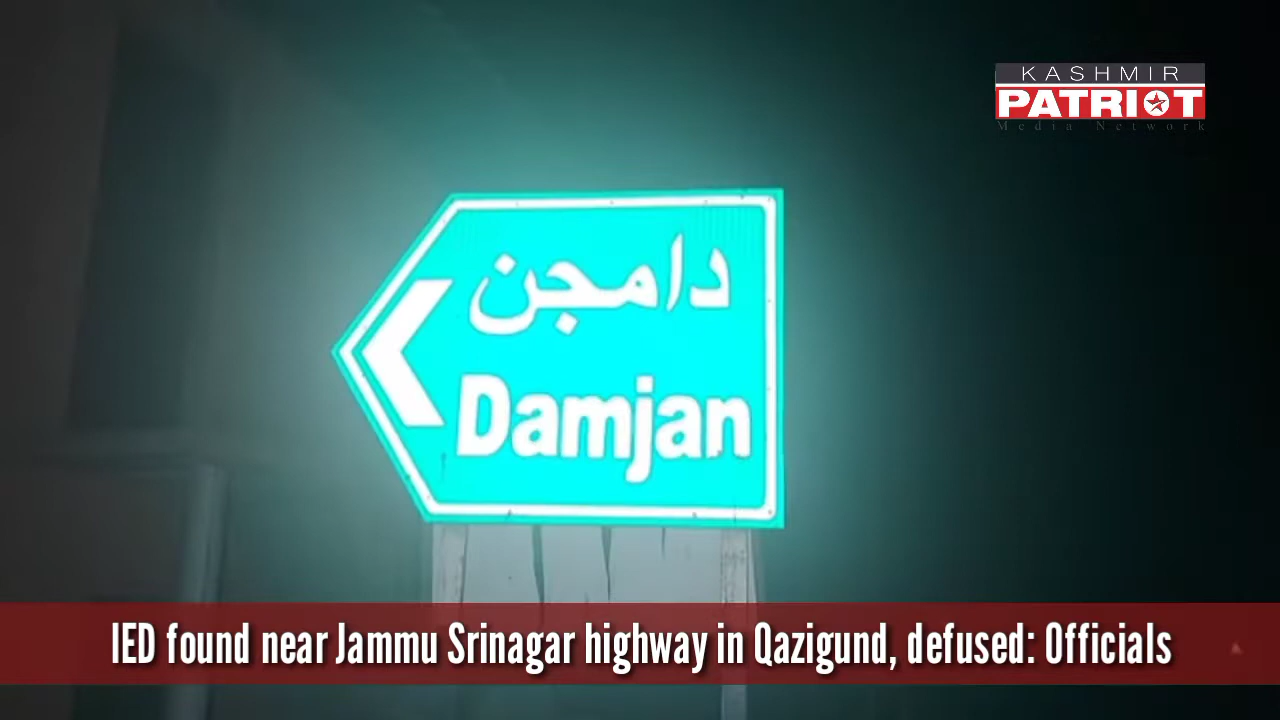 KASHMIR
PATRIOT
Media Network
دامجن
Damjan
IED found near Jammu Srinagar highway in Qazigund, defused: Officials